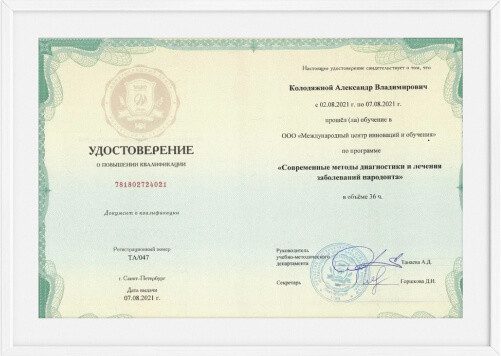 УДОСТОВЕРЕНИЕ
О ПОВЫШЕНИИ КВАЛИФИКАЦИИ
781802724021
Документ о квалификации
Регистрационный номер
ТА/047
г. Санкт-Петербург
Дата выдачи
07.08.2021 г.
Настоящее удостоверение свидетельствует о том, что
Колодяжной Александр Владимирович
с 02.08.2021 г. по 07.08.2021 г.
прошёл (ла) обучение в
ООО «Международный центр инноваций и обучения»
по программе
«Современные методы диагностики и лечения
заболеваний пародонта»
в объёме 36 ч.
Руководитель
учебно-методического
департамента
А.Д.
Секретарь
Горшкова Д.Н.